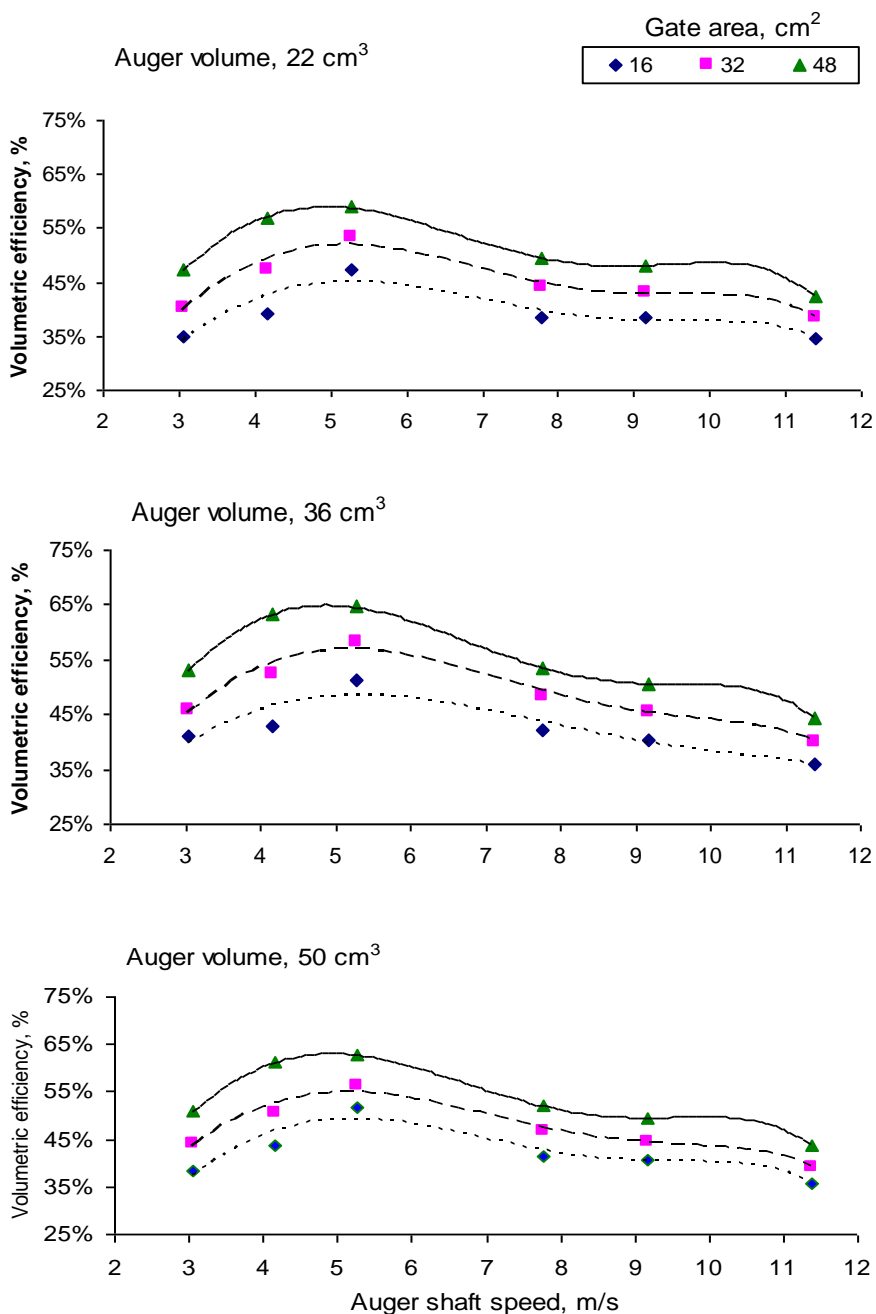 Gate area, cm²
Auger volume, 22 cm³
16 32 48
Volumetric efficiency, %
75%
65%
55%
45%
35%
25%
2 3 4 5 6 7 8 9 10 11 12
Auger volume, 36 cm³
Volumetric efficiency, %
75%
65%
55%
45%
35%
25%
2 3 4 5 6 7 8 9 10 11 12
Auger volume, 50 cm³
Volumetric efficiency, %
75%
65%
55%
45%
35%
25%
2 3 4 5 6 7 8 9 10 11 12
Auger shaft speed, m/s